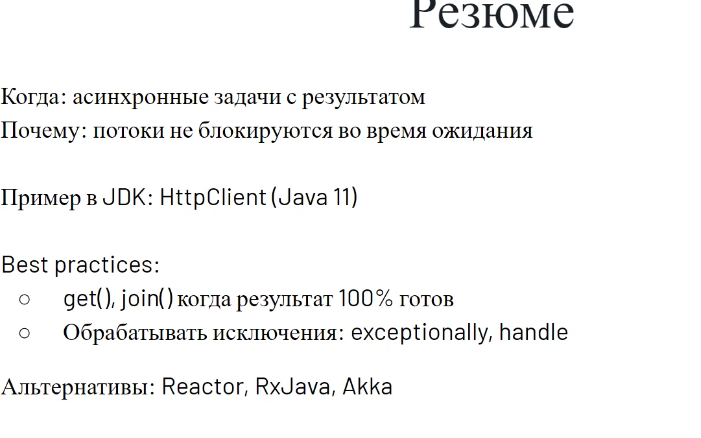 Резюме
Когда: асинхронные задачи с результатом
Почему: потоки не блокируются во время ожидания
Пример в JDK: HttpClient (Java 11)
Best practices:
○ get(), join() когда результат 100% готов
○ Обрабатывать исключения: exceptionally, handle
Альтернативы: Reactor, RxJava, Akka